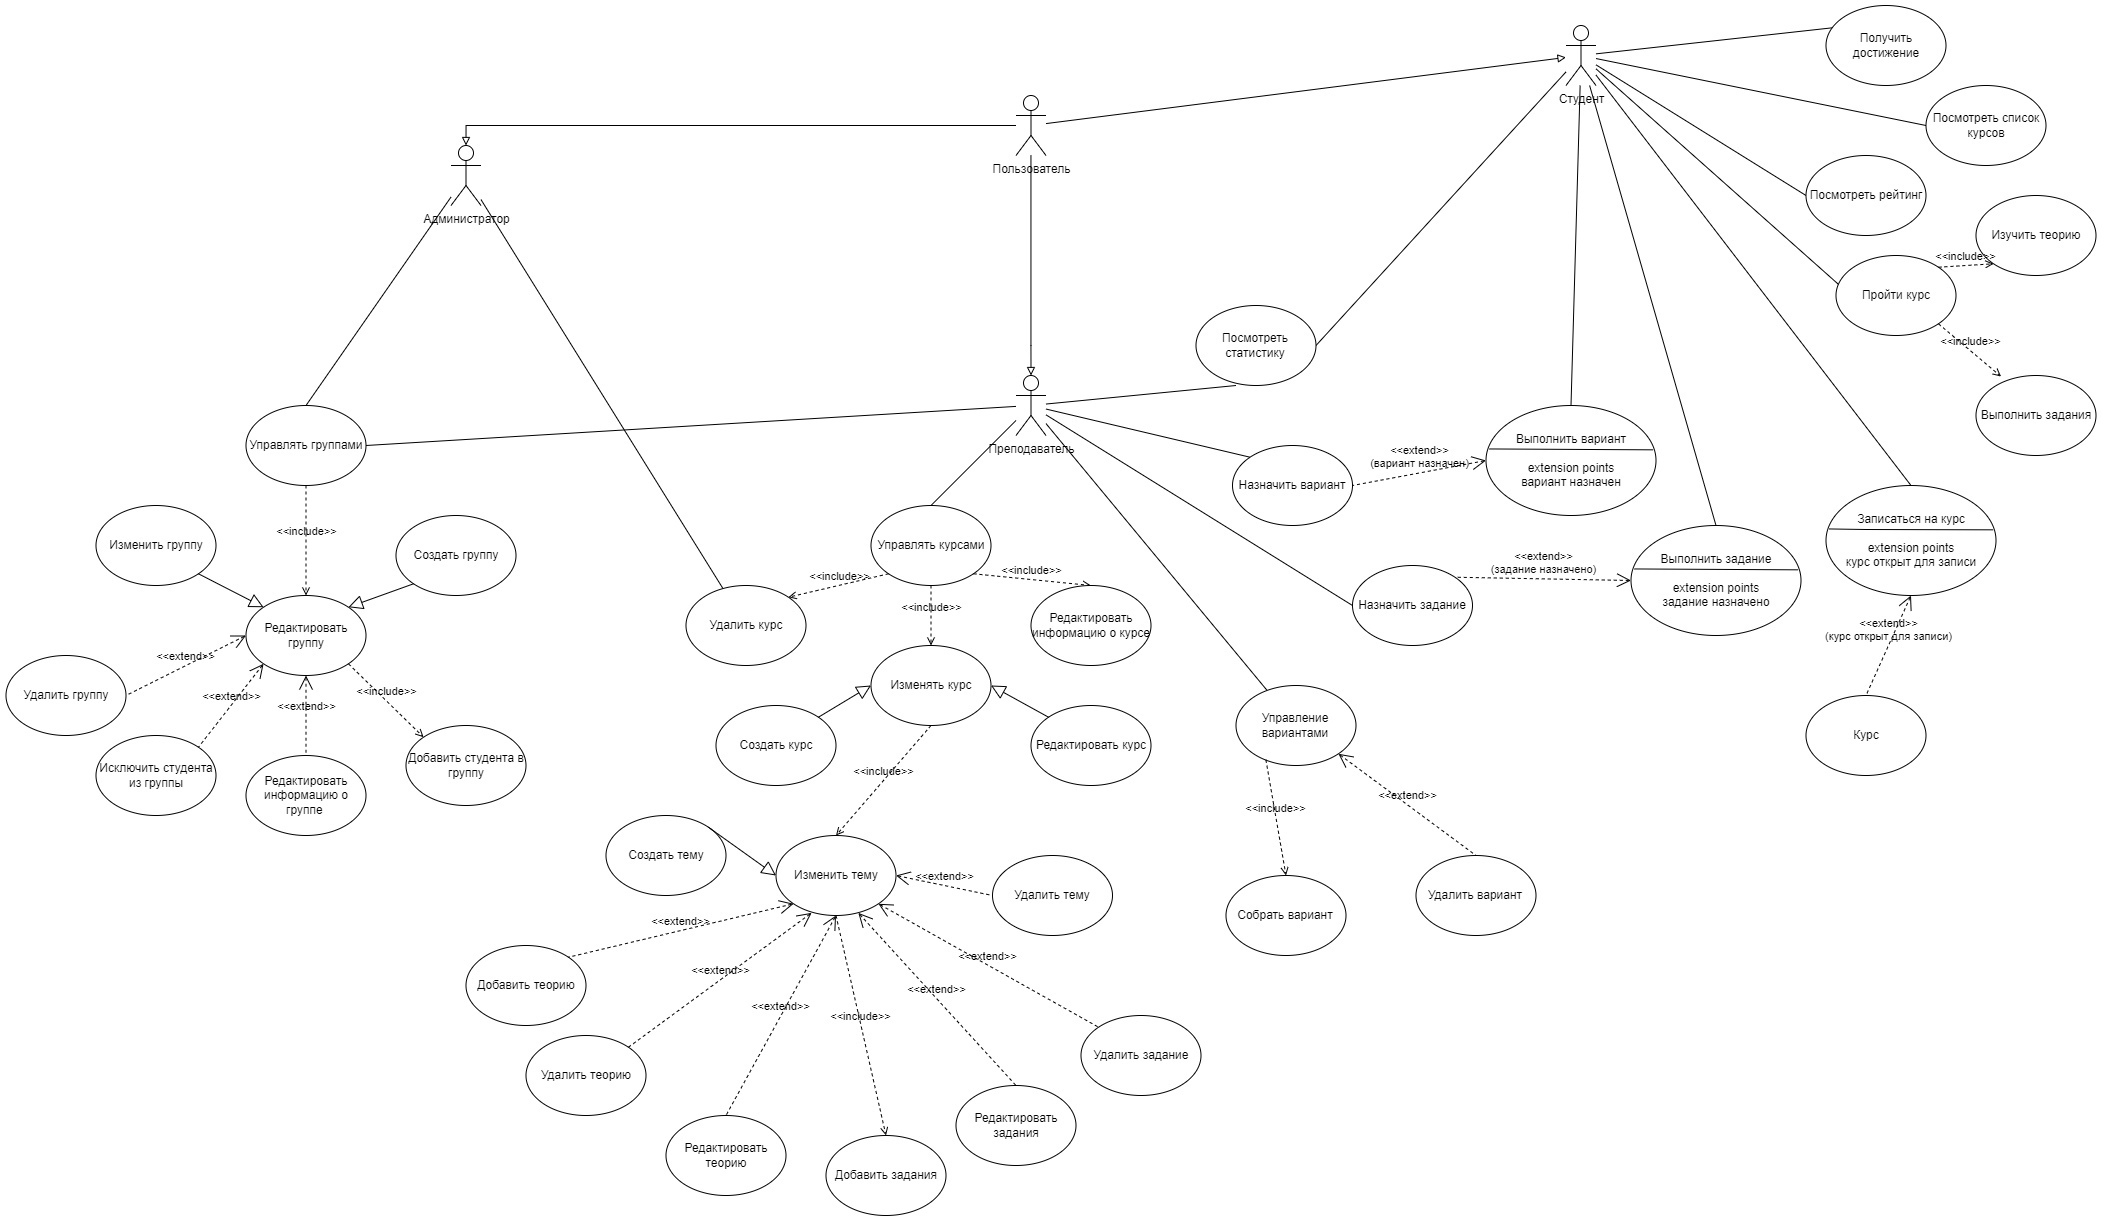 Получить
достижение
Студент
Посмотреть список
курсов
Пользователь
Посмотреть рейтинг
Администратор
Изучить теорию
<<include>>
Пройти курс
Посмотреть
статистику
<<include>>
Выполнить задания
Управлять группами
Преподаватель
Выполнить вариант
extension points
вариант назначен
<<extend>>
(вариант назначен)
Назначить вариант
Записаться на курс
extension points
курс открыт для записи
<<include>>
Изменить группу
Создать группу
Управлять курсами
<<include>>
<<include>>
<<include>>
<<extend>>
(задание назначено)
Выполнить задание
extension points
задание назначено
Назначить задание
Удалить курс
Редактировать
информацию о курсе
Редактировать
группу
<<extend>>
(курс открыт для записи)
<<extend>>
Удалить группу
<<extend>>
<<extend>>
<<include>>
Изменять курс
Управление
вариантами
Курс
Создать курс
Редактировать курс
Исключить студента
из группы
Редактировать
информацию о
группе
Добавить студента в
группу
<<include>>
<<include>>
<<extend>>
Создать тему
Изменить тему
<<extend>>
Удалить тему
Собрать вариант
Удалить вариант
<<extend>>
<<extend>>
<<extend>>
<<include>>
<<extend>>
<<extend>>
Добавить теорию
Удалить теорию
Удалить задание
Редактировать
теорию
Добавить задания
Редактировать
задания